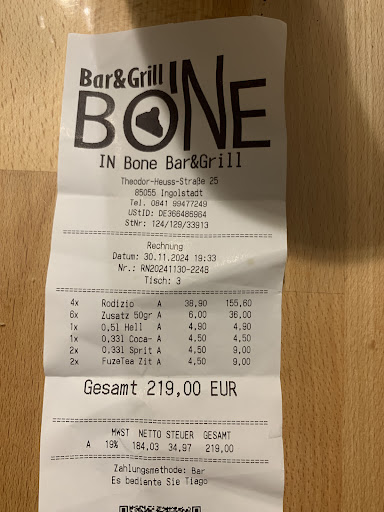 Bar&Grill IN
BONE
IN Bone Bar&Grill
Theodor-Heuss-Straße 25
85055 Ingolstadt
Tel. 0841 99477249
UStID: DE366486964
StNr: 124/129/33913
Rechnung
Datum: 30.11.2024 19:33
Nr.: RN20241130-2248
Tisch: 3
4x Rodizio A 38,90 155,60
6x Zusatz 50gr A 6,00 36,00
1x 0,5l Hell A 4,90 4,90
1x 0,33l Coca- A 4,50 4,50
2x 0,33l Sprit A 4,50 9,00
2x FuzeTea Zit A 4,50 9,00
Gesamt 219,00 EUR
MWST NETTO STEUER GESAMT
A 19% 184,03 34,97 219,00
Zahlungsmethode: Bar
Es bediente Sie Tiago